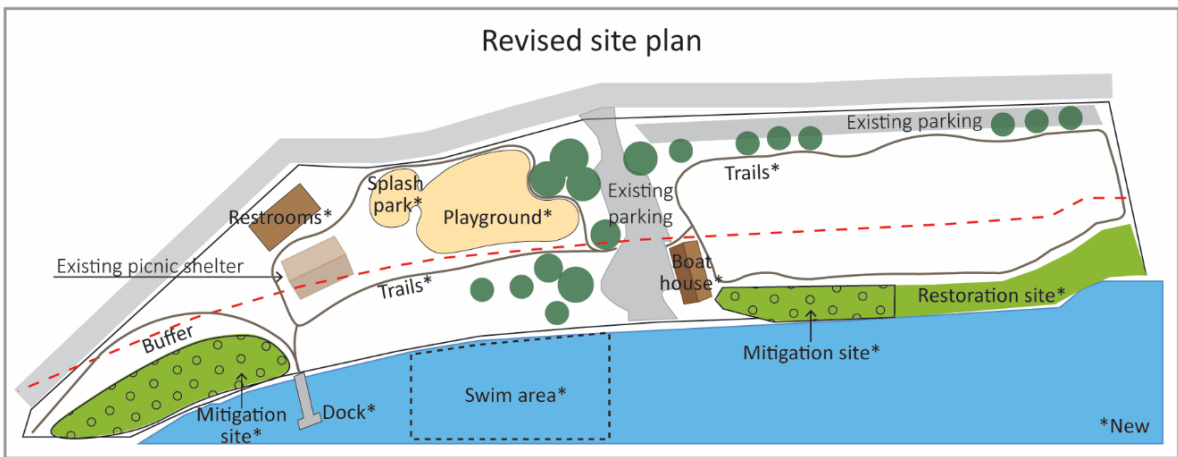 Revised site plan
Existing parking
Splash
park*
Trails*
Existing
parking
Restrooms*
Playground*
Existing picnic shelter
Boat
house*
Trails*
Restoration site*
Buffer
Mitigation site*
Swim area*
Mitigation
site*
Dock*
*New